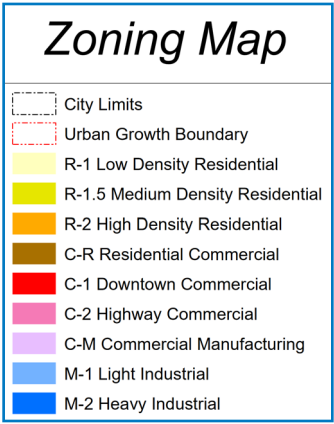 Zoning Map
City Limits
Urban Growth Boundary
R-1 Low Density Residential
R-1.5 Medium Density Residential
R-2 High Density Residential
C-R Residential Commercial
C-1 Downtown Commercial
C-2 Highway Commercial
C-M Commercial Manufacturing
M-1 Light Industrial
M-2 Heavy Industrial